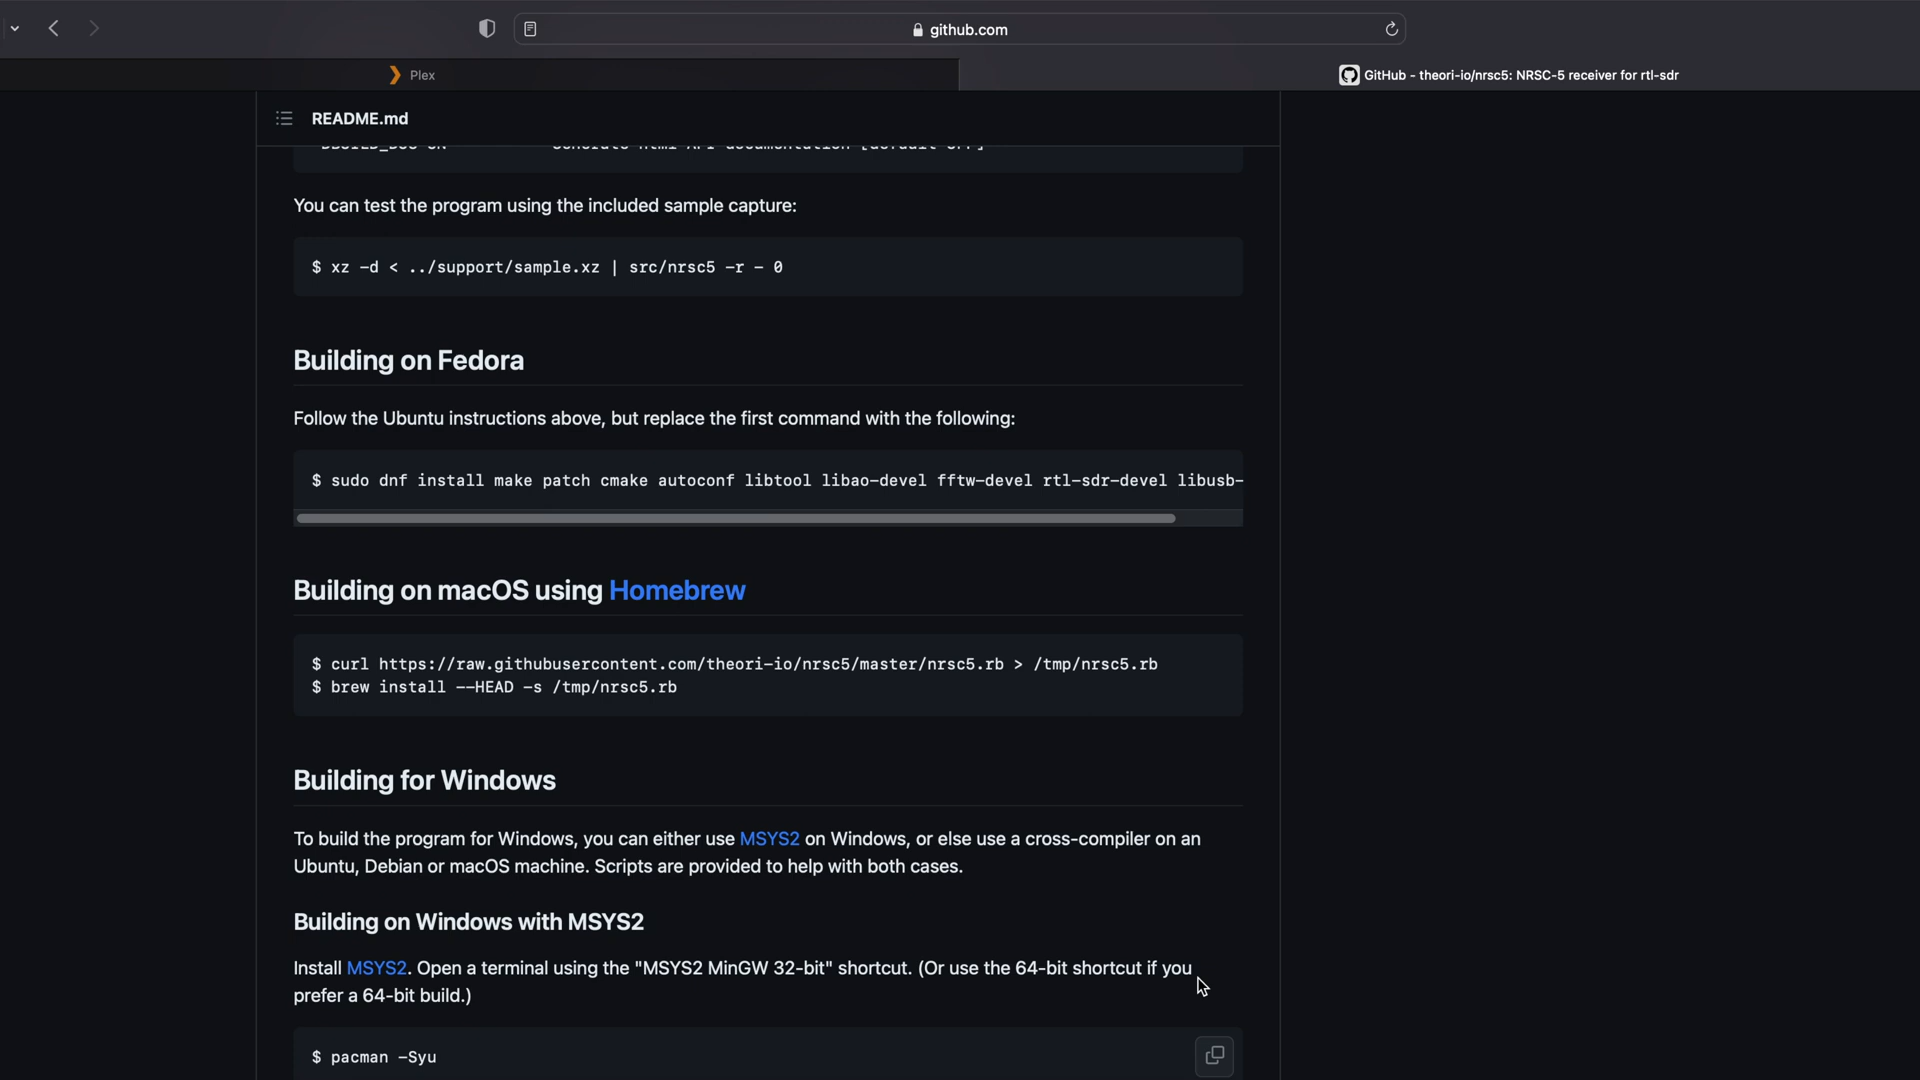 github.com
Plex
GitHub - theori-io/nrsc5: NRSC-5 receiver for rtl-sdr
README.md
You can test the program using the included sample capture:
$ xz -d < ../support/sample.xz | src/nrsc5 -r - 0
Building on Fedora
Follow the Ubuntu instructions above, but replace the first command with the following:
$ sudo dnf install make patch cmake autoconf libtool libao-devel fftw-devel rtl-sdr-devel libusb-
Building on macOS using Homebrew
$ curl https://raw.githubusercontent.com/theori-io/nrsc5/master/nrsc5.rb > /tmp/nrsc5.rb
$ brew install --HEAD -s /tmp/nrsc5.rb
Building for Windows
To build the program for Windows, you can either use MSYS2 on Windows, or else use a cross-compiler on an
Ubuntu, Debian or macOS machine. Scripts are provided to help with both cases.
Building on Windows with MSYS2
Install MSYS2. Open a terminal using the "MSYS2 MinGW 32-bit" shortcut. (Or use the 64-bit shortcut if you
prefer a 64-bit build.)
$ pacman -Syu